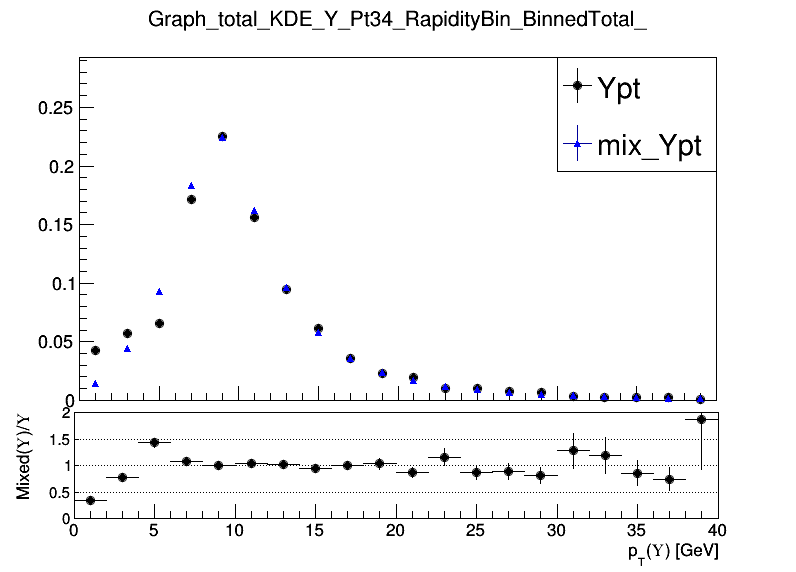 Graph_total_KDE_Y_Pt34_RapidityBin_BinnedTotal_
Ypt
mix_Ypt
0.25
0.2
0.15
0.1
0.05
0
Mixed(Υ)/Υ
2
1.5
1
0.5
0
0 5 10 15 20 25 30 35 40
p_T(Υ) [GeV]